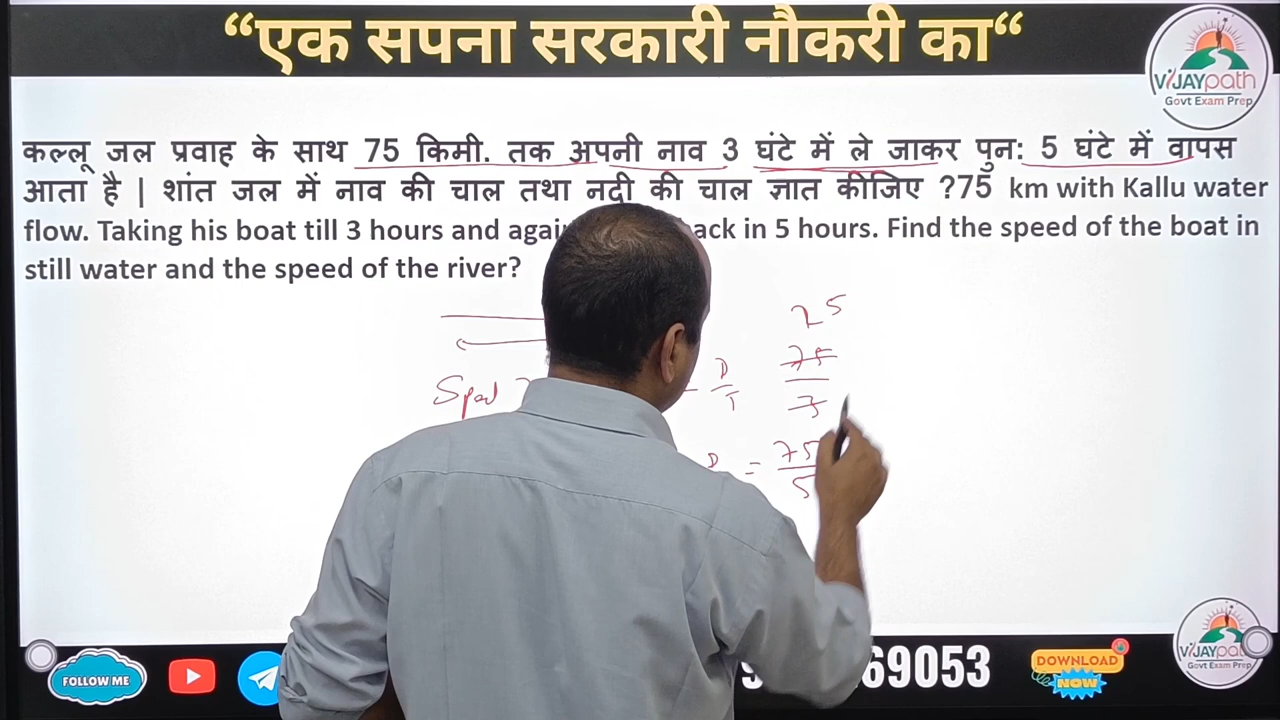 “एक सपना सरकारी नौकरी का“
VIJAYpath
Govt Exam Prep
कल्लू जल प्रवाह के साथ 75 किमी. तक अपनी नाव 3 घंटे में ले जाकर पुन: 5 घंटे में वापस
आता है | शांत जल में नाव की चाल तथा नदी की चाल ज्ञात कीजिए ?75 km with Kallu water
flow. Taking his boat till 3 hours and again ack in 5 hours. Find the speed of the boat in
still water and the speed of the river?
25
75
D
T
3
D = 75
5
FOLLOW ME
69053
DOWNLOAD
NOW
VIJAYpath
Govt Exam Prep